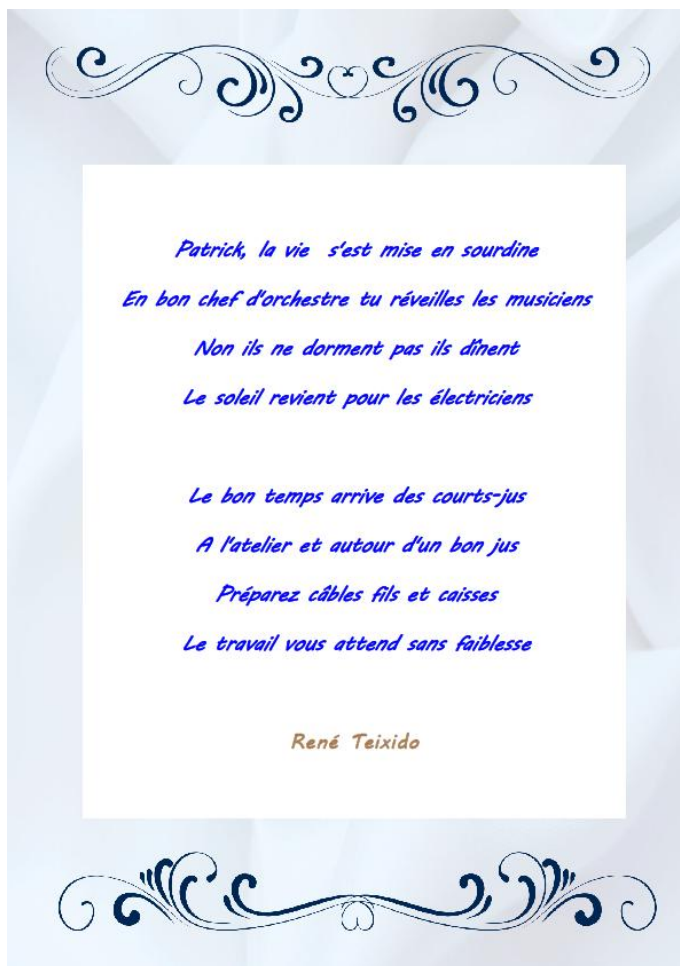 Patrick, la vie s'est mise en sourdine
En bon chef d'orchestre tu réveilles les musiciens
Non ils ne dorment pas ils dînent
Le soleil revient pour les électriciens
Le bon temps arrive des courts-jus
A l'atelier et autour d'un bon jus
Préparez câbles fils et caisses
Le travail vous attend sans faiblesse
René Teixido